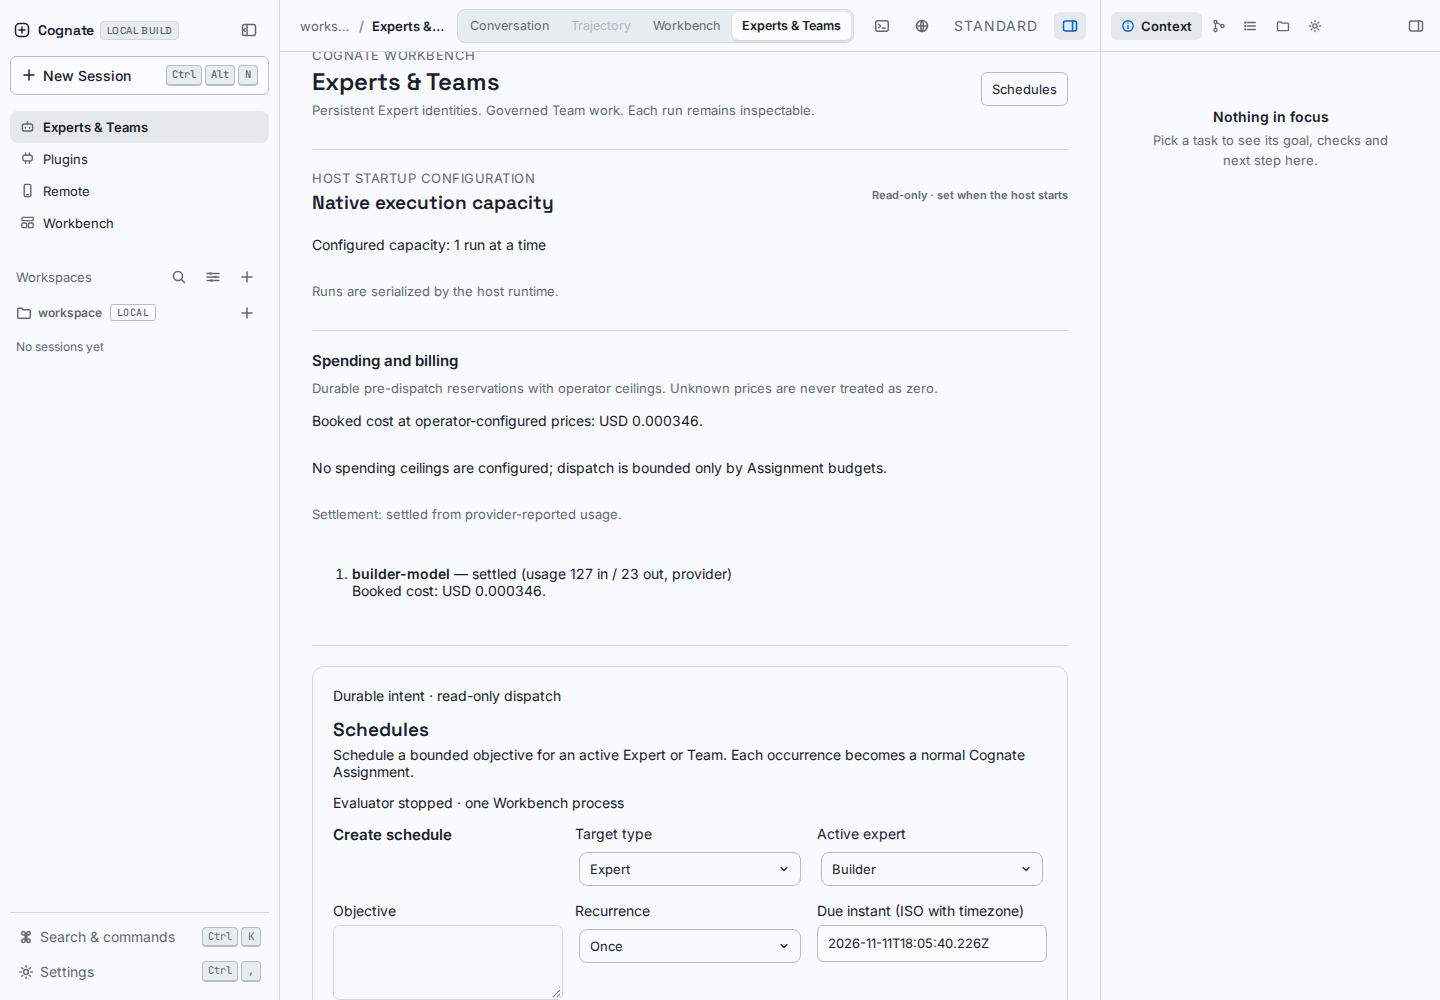 Cognate LOCAL BUILD
New Session Ctrl Alt N
Experts & Teams
Plugins
Remote
Workbench
Workspaces
workspace LOCAL
No sessions yet
Search & commands Ctrl K
Settings Ctrl ,
works... / Experts &... Conversation Trajectory Workbench Experts & Teams STANDARD
COGNATE WORKBENCH
Experts & Teams
Persistent Expert identities. Governed Team work. Each run remains inspectable.
Schedules
HOST STARTUP CONFIGURATION
Native execution capacity
Read-only · set when the host starts
Configured capacity: 1 run at a time
Runs are serialized by the host runtime.
Spending and billing
Durable pre-dispatch reservations with operator ceilings. Unknown prices are never treated as zero.
Booked cost at operator-configured prices: USD 0.000346.
No spending ceilings are configured; dispatch is bounded only by Assignment budgets.
Settlement: settled from provider-reported usage.
1. builder-model — settled (usage 127 in / 23 out, provider)
Booked cost: USD 0.000346.
Durable intent · read-only dispatch
Schedules
Schedule a bounded objective for an active Expert or Team. Each occurrence becomes a normal Cognate
Assignment.
Evaluator stopped · one Workbench process
Create schedule
Target type
Expert
Active expert
Builder
Objective
Recurrence
Once
Due instant (ISO with timezone)
2026-11-11T18:05:40.226Z
Context
Nothing in focus
Pick a task to see its goal, checks and
next step here.